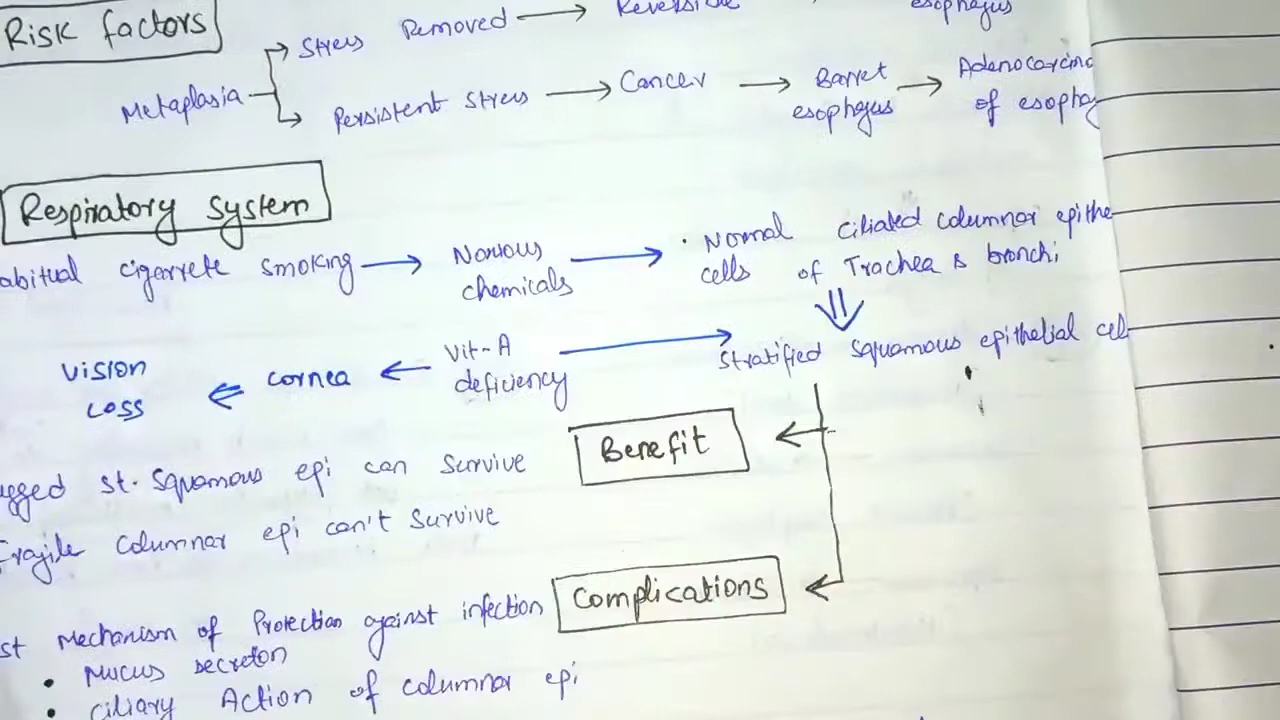 Risk factors
Stress Removed → Reversible esophagus
Metaplasia
Persistent Stress → Cancer → Barret esophagus → Adenocarcino of esophag
Respiratory system
abitual cigarrete smoking → Noxious chemicals → Normal ciliated columnar epithe
cells of Trachea & bronchi
⇓
Vision Loss ⇐ cornea ← Vit-A deficiency → Stratified squamous epithelial cel
Benefit ←
ugged st. squamous epi can survive
Fragile columnar epi can't survive
Complications ←
st Mechanism of Protection against infection
• Mucus secreton
• ciliary Action of columnar epi